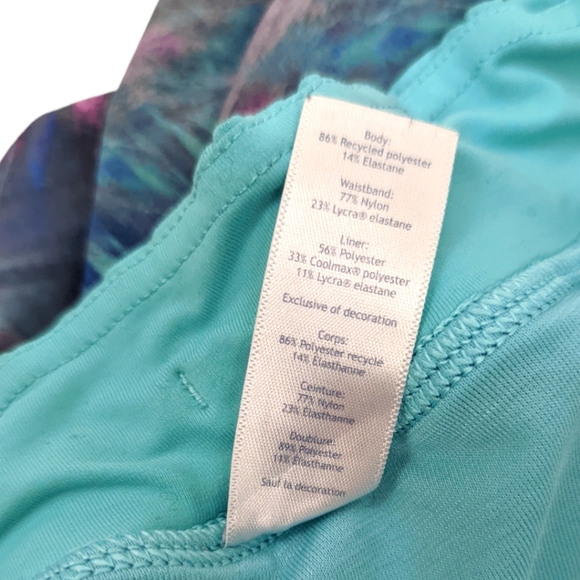 Body:
86% Recycled polyester
14% Elastane
Waistband:
77% Nylon
23% Lycra® elastane
Liner:
56% Polyester
33% Coolmax® polyester
11% Lycra® elastane
Exclusive of decoration
Corps:
86% Polyester recyclé
14% Élasthanne
Ceinture:
77% Nylon
23% Élasthanne
Doublure:
89% Polyester
11% Élasthanne
Sauf la decoration